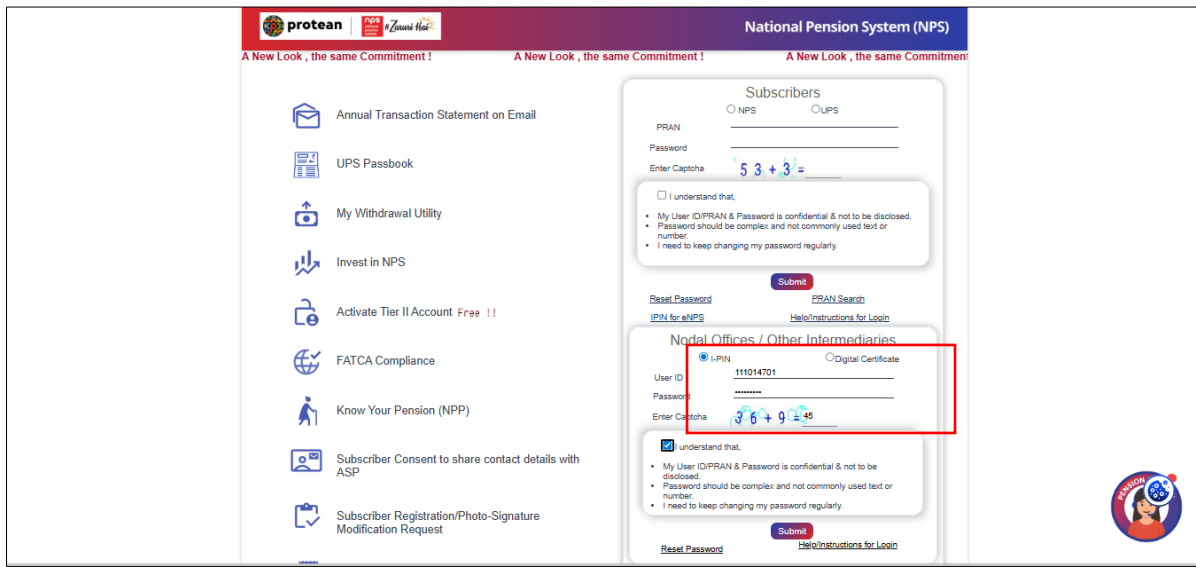 protean
nps
#Zaruri Hai
National Pension System (NPS)
A New Look , the same Commitment !
A New Look , the same Commitment !
A New Look , the same Commitment
Annual Transaction Statement on Email
UPS Passbook
My Withdrawal Utility
Invest in NPS
Activate Tier II Account Free !!
FATCA Compliance
Know Your Pension (NPP)
Subscriber Consent to share contact details with
ASP
Subscriber Registration/Photo-Signature
Modification Request
Subscribers
NPS UPS
PRAN
Password
Enter Captcha 5 3 + 3 =
I understand that,
• My User ID/PRAN & Password is confidential & not to be disclosed.
• Password should be complex and not commonly used text or
number.
• I need to keep changing my password regularly.
Submit
Reset Password PRAN Search
IPIN for eNPS Help/Instructions for Login
Nodal Offices / Other Intermediaries
I-PIN Digital Certificate
User ID 111014701
Password ·········
Enter Captcha 3 6 + 9 = 45
I understand that,
• My User ID/PRAN & Password is confidential & not to be
disclosed.
• Password should be complex and not commonly used text or
number.
• I need to keep changing my password regularly.
Submit
Reset Password Help/Instructions for Login
PENSION